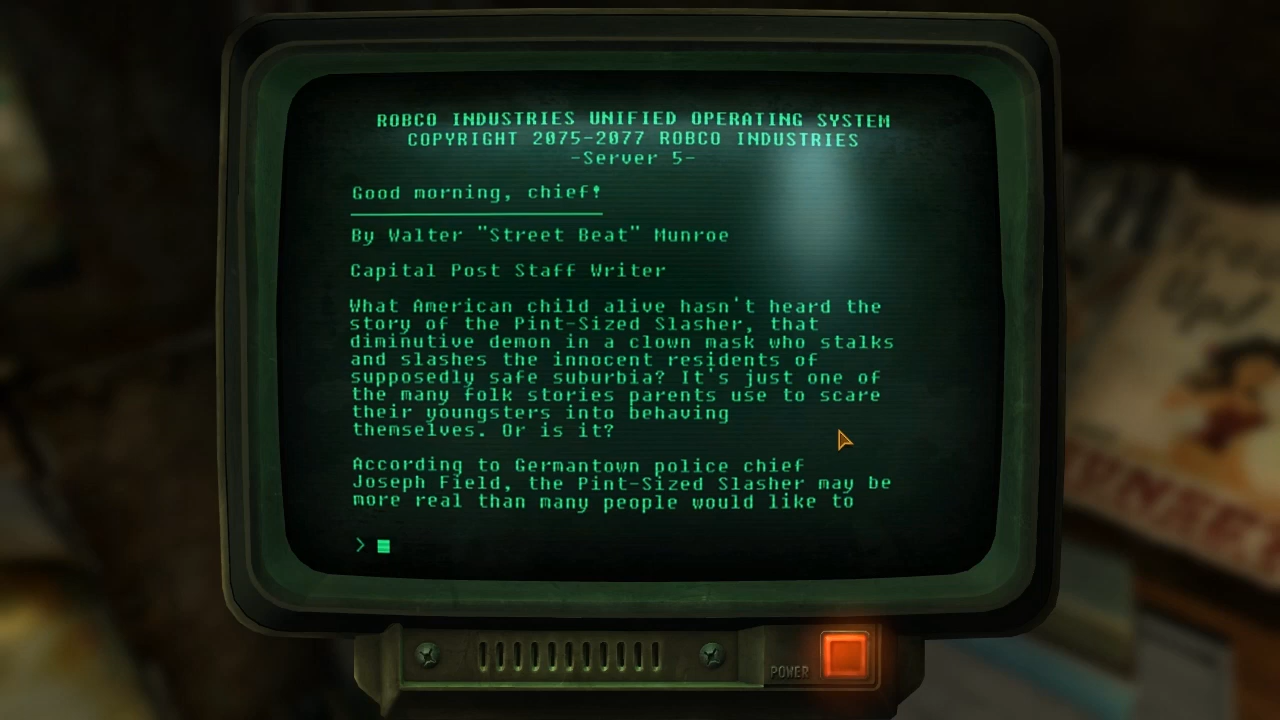 ROBCO INDUSTRIES UNIFIED OPERATING SYSTEM
COPYRIGHT 2075-2077 ROBCO INDUSTRIES
-Server 5-
Good morning, chief!
By Walter "Street Beat" Munroe
Capital Post Staff Writer
What American child alive hasn't heard the
story of the Pint-Sized Slasher, that
diminutive demon in a clown mask who stalks
and slashes the innocent residents of
supposedly safe suburbia? It's just one of
the many folk stories parents use to scare
their youngsters into behaving
themselves. Or is it?
According to Germantown police chief
Joseph Field, the Pint-Sized Slasher may be
more real than many people would like to
>
POWER